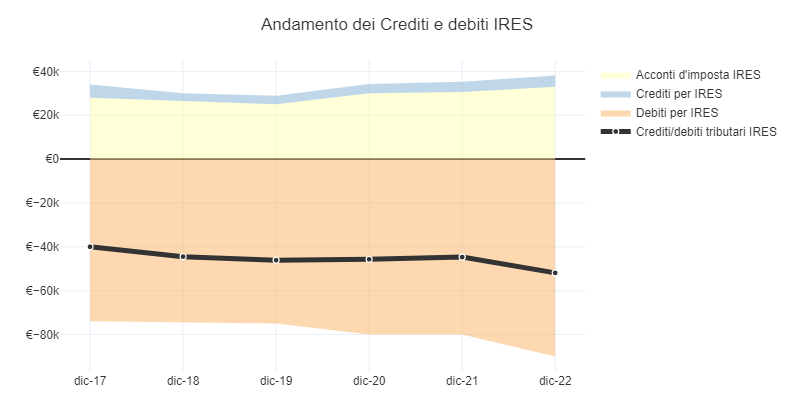 Andamento dei Crediti e debiti IRES
€40k
€20k
€0
€−20k
€−40k
€−60k
€−80k
dic-17
dic-18
dic-19
dic-20
dic-21
dic-22
Acconti d'imposta IRES
Crediti per IRES
Debiti per IRES
Crediti/debiti tributari IRES